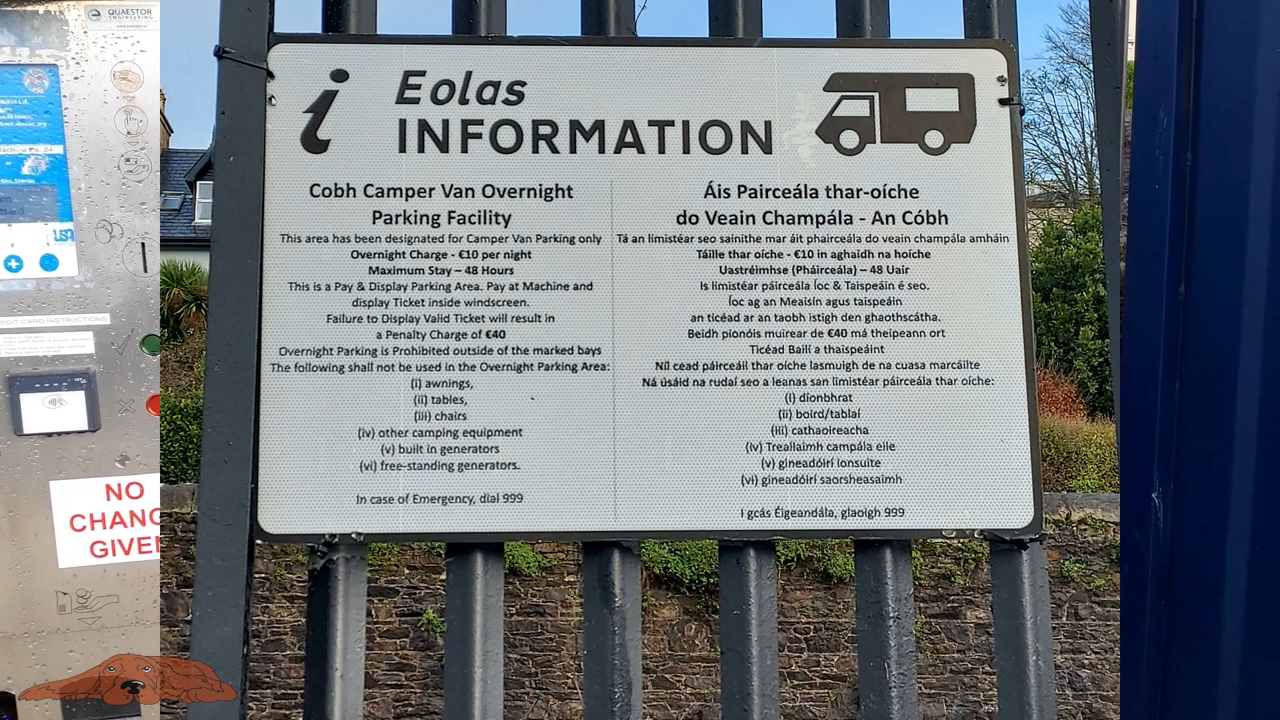 QUAESTOR
ENGINEERING
NO
CHANG
GIVEN
Eolas
INFORMATION
Cobh Camper Van Overnight
Parking Facility
This area has been designated for Camper Van Parking only
Overnight Charge - €10 per night
Maximum Stay – 48 Hours
This is a Pay & Display Parking Area. Pay at Machine and
display Ticket inside windscreen.
Failure to Display Valid Ticket will result in
a Penalty Charge of €40
Overnight Parking is Prohibited outside of the marked bays
The following shall not be used in the Overnight Parking Area:
(i) awnings,
(ii) tables,
(iii) chairs
(iv) other camping equipment
(v) built in generators
(vi) free-standing generators.
In case of Emergency, dial 999
Áis Pairceála thar-oíche
do Veain Champála - An Cóbh
Tá an limistéar seo sainithe mar áit phairceála do veain champála amháin
Táille thar oíche - €10 in aghaidh na hoíche
Uastréimhse (Pháirceála) – 48 Uair
Is limistéar páirceála Íoc & Taispeáin é seo.
Íoc ag an Meaisín agus taispeáin
an ticéad ar an taobh istigh den ghaothscátha.
Beidh pionóis muirear de €40 má theipeann ort
Ticéad Bailí a thaispeáint
Níl cead páirceáil thar oíche lasmuigh de na cuasa marcáilte
Ná úsáid na rudaí seo a leanas san limistéar páirceála thar oíche:
(i) díonbhrat
(ii) boird/tablaí
(iii) cathaoireacha
(iv) Treallaimh campála eile
(v) gineadóirí ionsuite
(vi) gineadóirí saorsheasaimh
I gcás Éigeandála, glaoigh 999